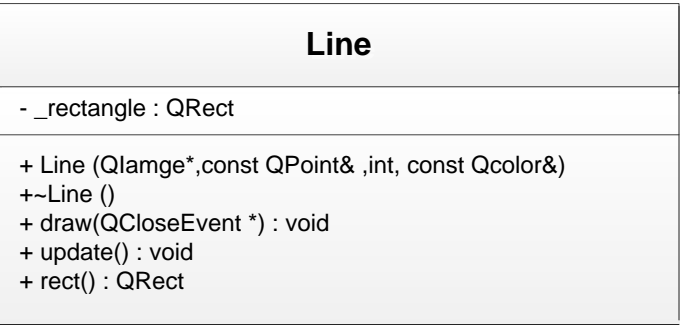 Line
- _rectangle : QRect
+ Line (QIamge*,const QPoint& ,int, const Qcolor&)
+~Line ()
+ draw(QCloseEvent *) : void
+ update() : void
+ rect() : QRect